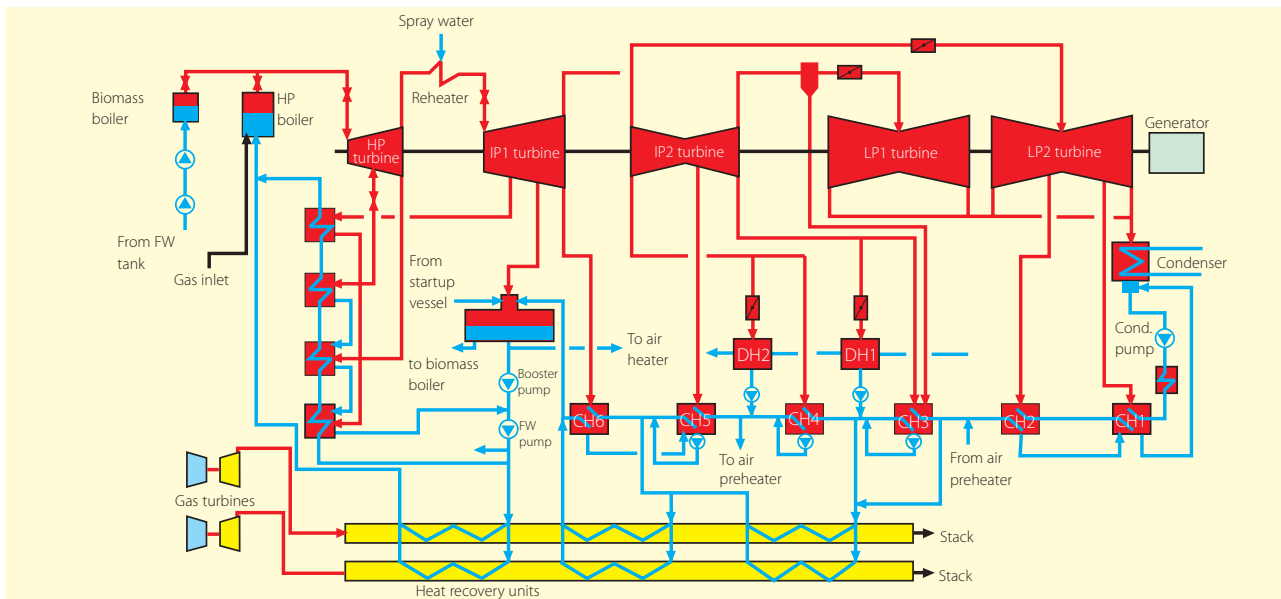 Spray water
Reheater
Biomass
boiler
HP
boiler
From FW
tank
Gas inlet
HP
turbine
IP1 turbine
IP2 turbine
LP1 turbine
LP2 turbine
Generator
Condenser
Cond.
pump
From
startup
vessel
to biomass
boiler
To air
heater
Booster
pump
FW
pump
DH2
DH1
CH6
CH5
CH4
CH3
CH2
CH1
To air
preheater
From air
preheater
Gas turbines
Stack
Stack
Heat recovery units